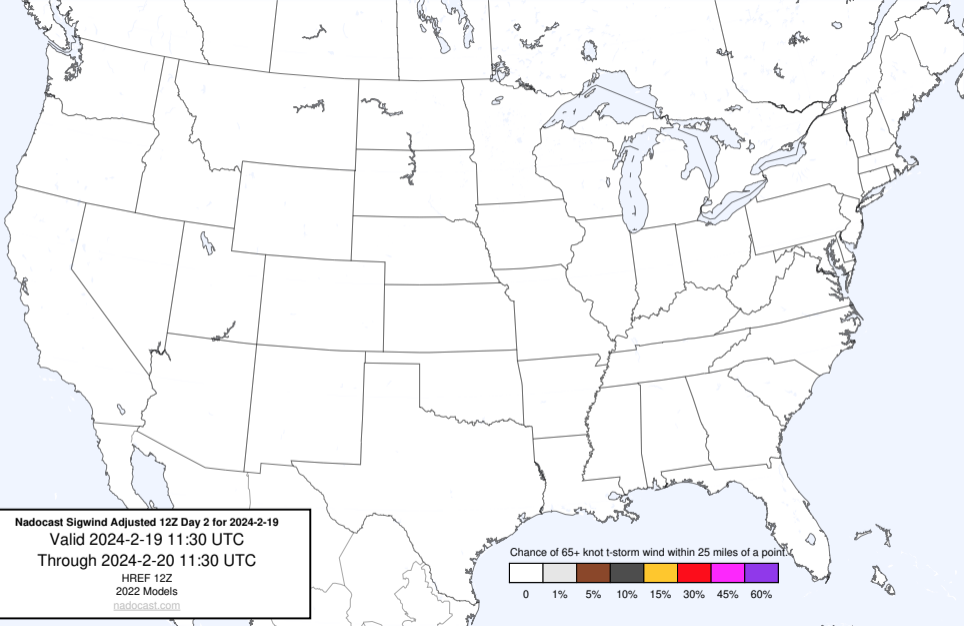 Nadocast Sigwind Adjusted 12Z Day 2 for 2024-2-19
Valid 2024-2-19 11:30 UTC
Through 2024-2-20 11:30 UTC
HREF 12Z
2022 Models
nadocast.com
Chance of 65+ knot t-storm wind within 25 miles of a point.
0 1% 5% 10% 15% 30% 45% 60%